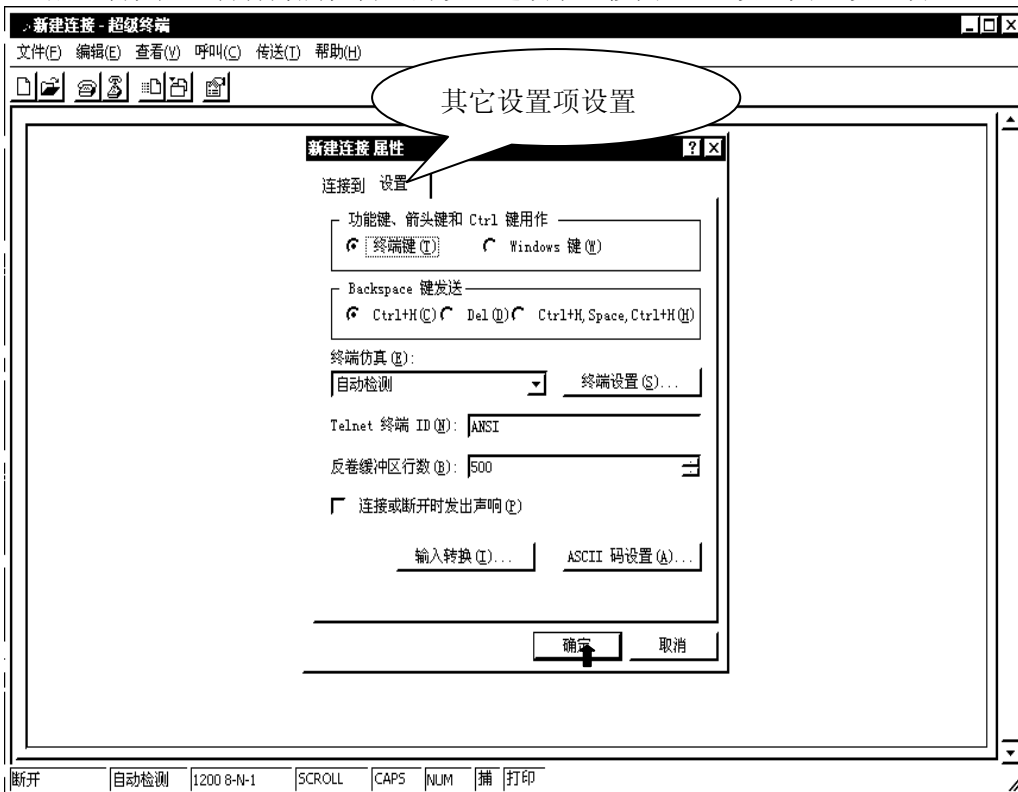 新建连接 - 超级终端
文件(F) 编辑(E) 查看(V) 呼叫(C) 传送(T) 帮助(H)
其它设置项设置
新建连接 属性
连接到 设置
功能键、箭头键和 Ctrl 键用作
终端键(T) Windows 键(W)
Backspace 键发送
Ctrl+H(C) Del(D) Ctrl+H,Space,Ctrl+H(H)
终端仿真(E):
自动检测 终端设置(S)...
Telnet 终端 ID(N): ANSI
反卷缓冲区行数(B): 500
连接或断开时发出声响(P)
输入转换(I)... ASCII 码设置(A)...
确定 取消
断开 自动检测 1200 8-N-1 SCROLL CAPS NUM 捕 打印